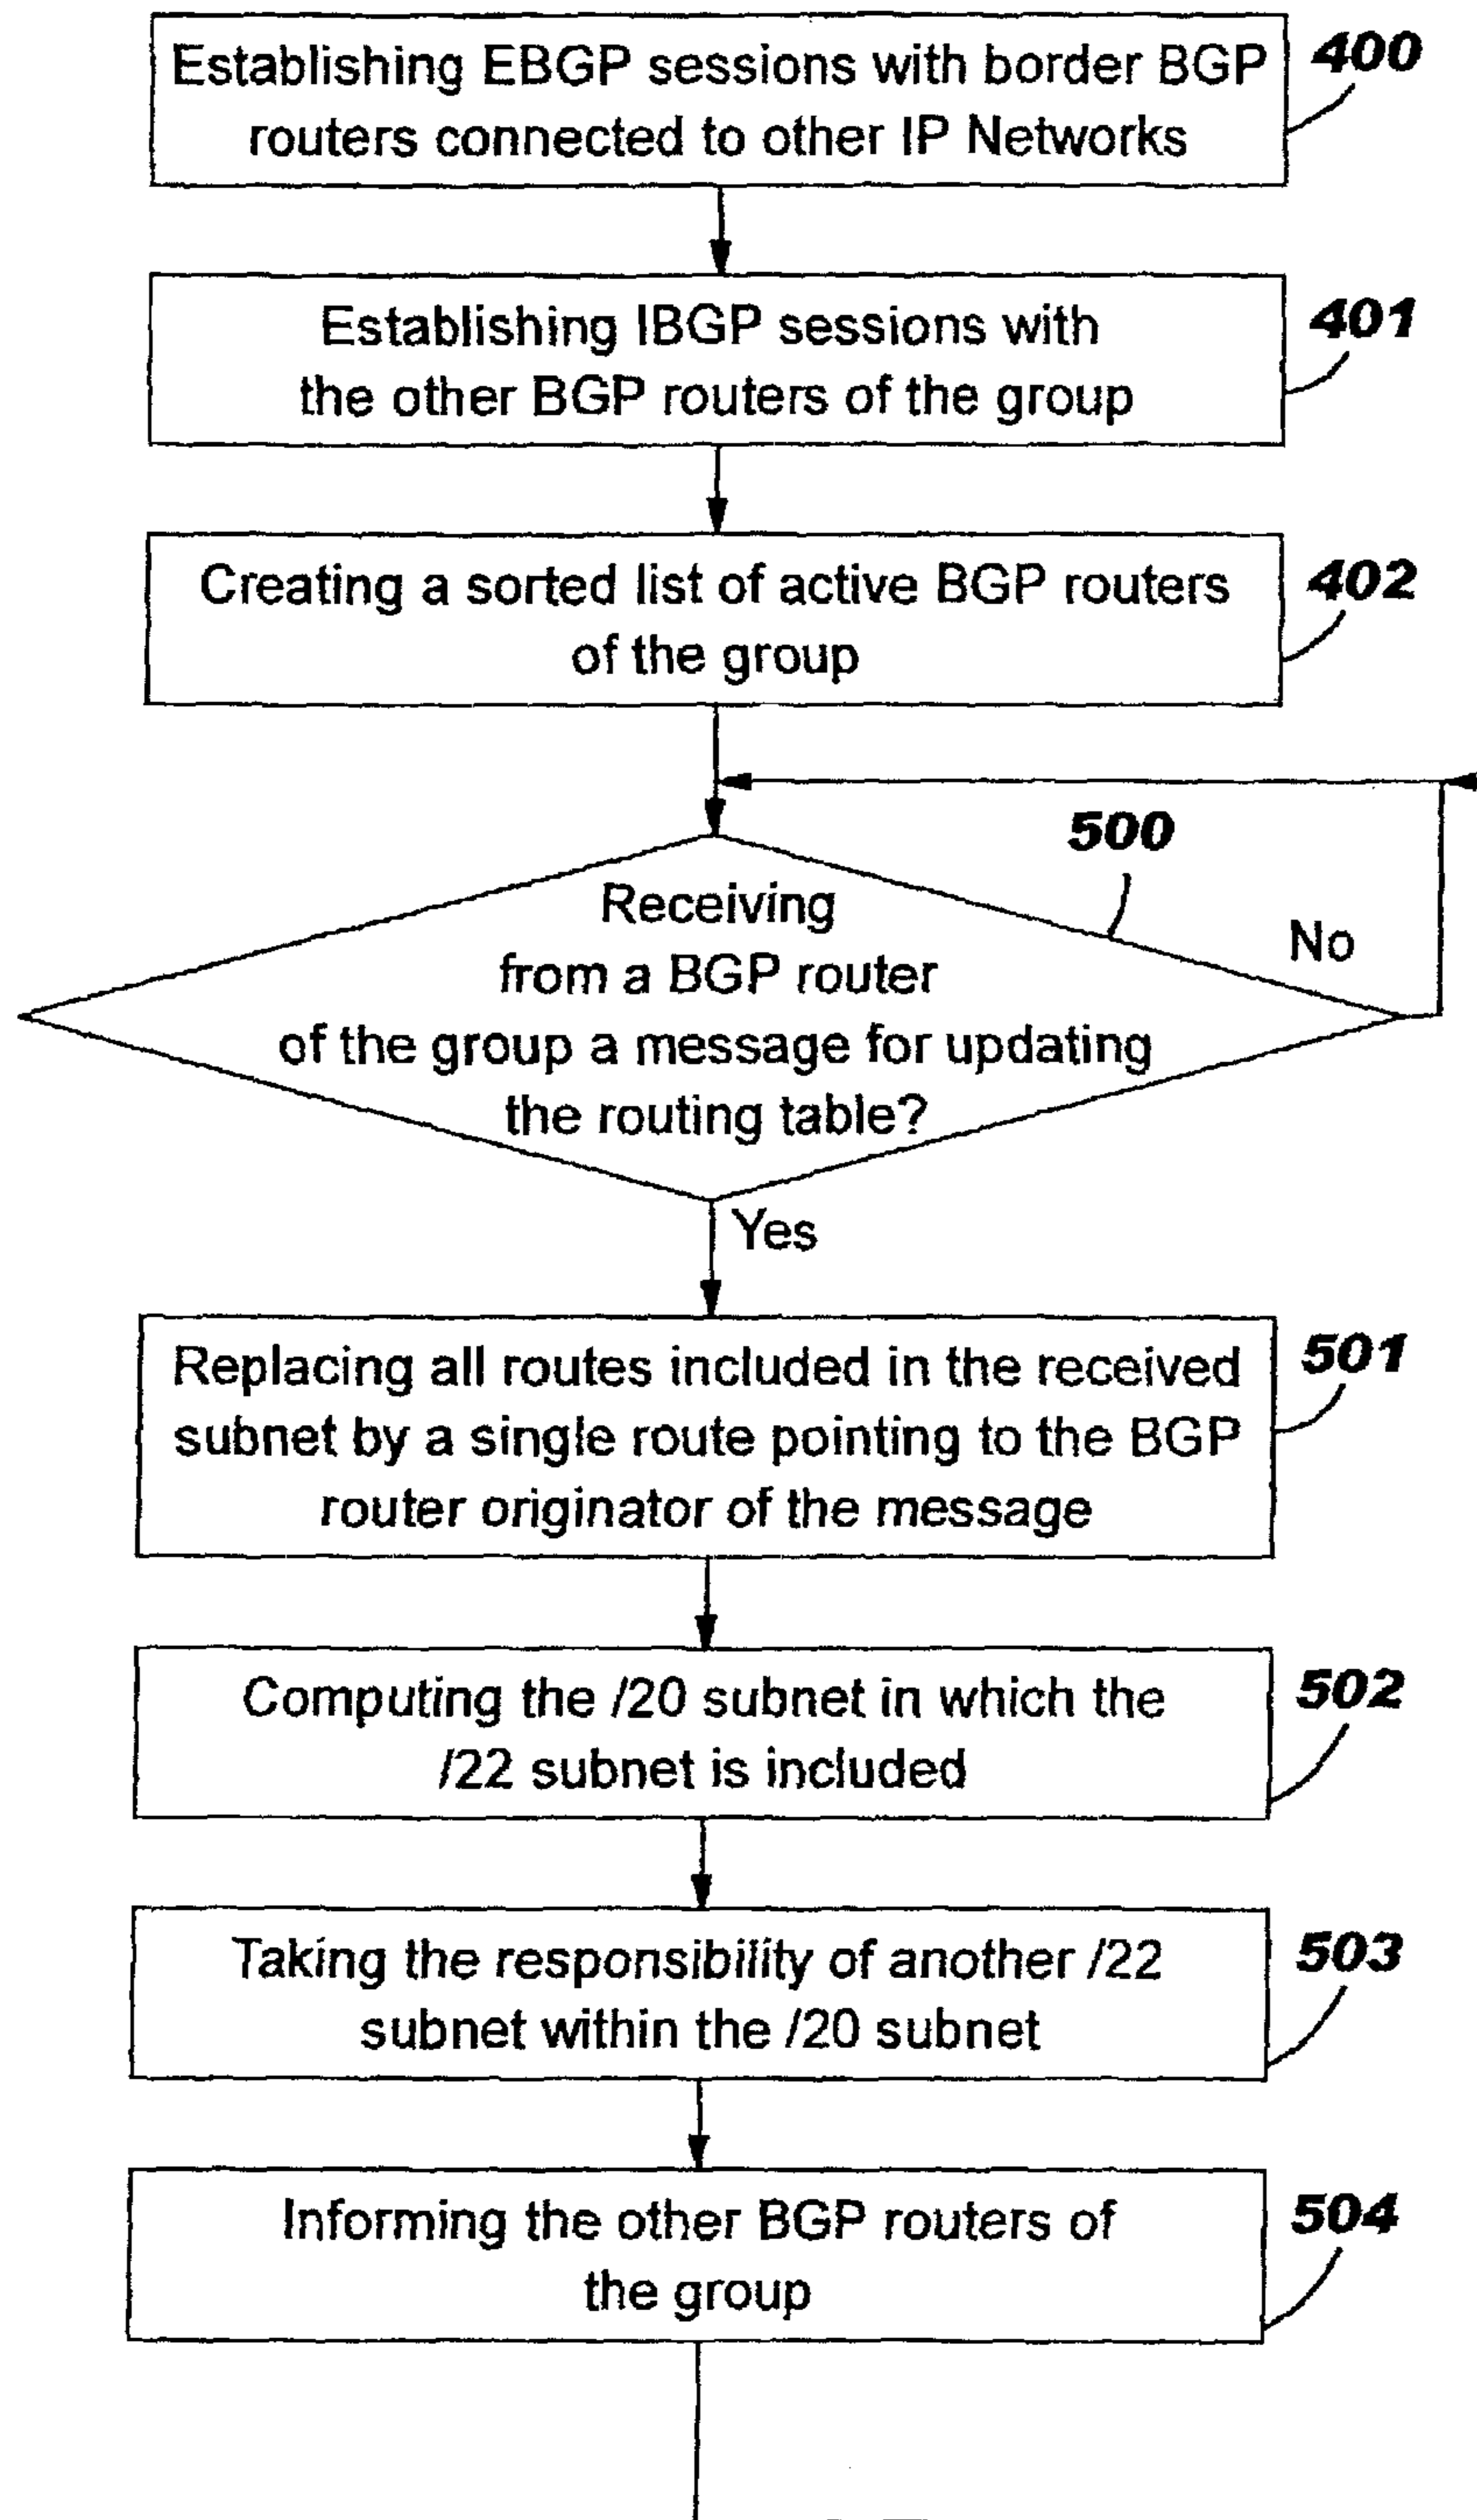 Establishing EBGP sessions with border BGP
routers connected to other IP Networks
400
Establishing IBGP sessions with
the other BGP routers of the group
401
Creating a sorted list of active BGP routers
of the group
402
500
Receiving
from a BGP router
of the group a message for updating
the routing table?
No
Yes
Replacing all routes included in the received
subnet by a single route pointing to the BGP
router originator of the message
501
Computing the /20 subnet in which the
/22 subnet is included
502
Taking the responsibility of another /22
subnet within the /20 subnet
503
Informing the other BGP routers of
the group
504